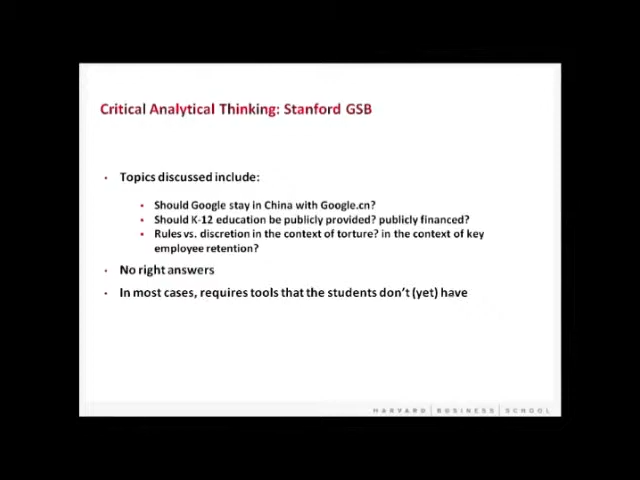 Critical Analytical Thinking: Stanford GSB
• Topics discussed include:
• Should Google stay in China with Google.cn?
• Should K-12 education be publicly provided? publicly financed?
• Rules vs. discretion in the context of torture? in the context of key
employee retention?
• No right answers
• In most cases, requires tools that the students don't (yet) have
HARVARD | BUSINESS | SCHOOL